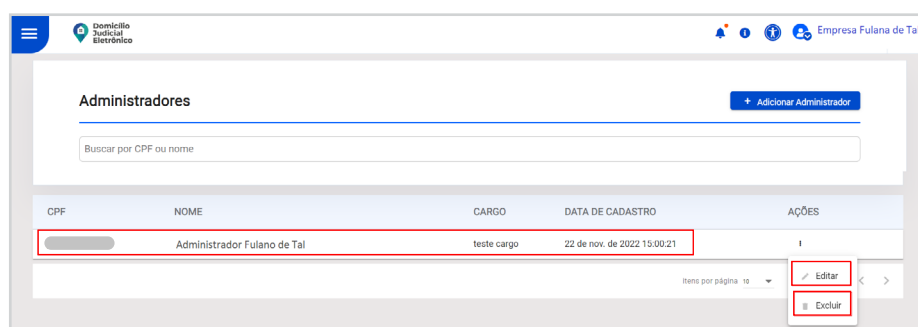 Domicílio
Judicial
Eletrônico
Empresa Fulana de Ta
Administradores
+ Adicionar Administrador
Buscar por CPF ou nome
CPF NOME CARGO DATA DE CADASTRO AÇÕES
Administrador Fulano de Tal teste cargo 22 de nov. de 2022 15:00:21
Itens por página 10
Editar
Excluir